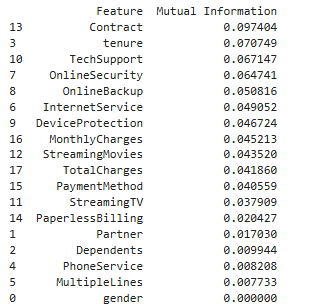 Feature Mutual Information
13 Contract 0.097404
3 tenure 0.070749
10 TechSupport 0.067147
7 OnlineSecurity 0.064741
8 OnlineBackup 0.050816
6 InternetService 0.049052
9 DeviceProtection 0.046724
16 MonthlyCharges 0.045213
12 StreamingMovies 0.043520
17 TotalCharges 0.041860
15 PaymentMethod 0.040559
11 StreamingTV 0.037909
14 PaperlessBilling 0.020427
1 Partner 0.017030
2 Dependents 0.009944
4 PhoneService 0.008208
5 MultipleLines 0.007733
0 gender 0.000000